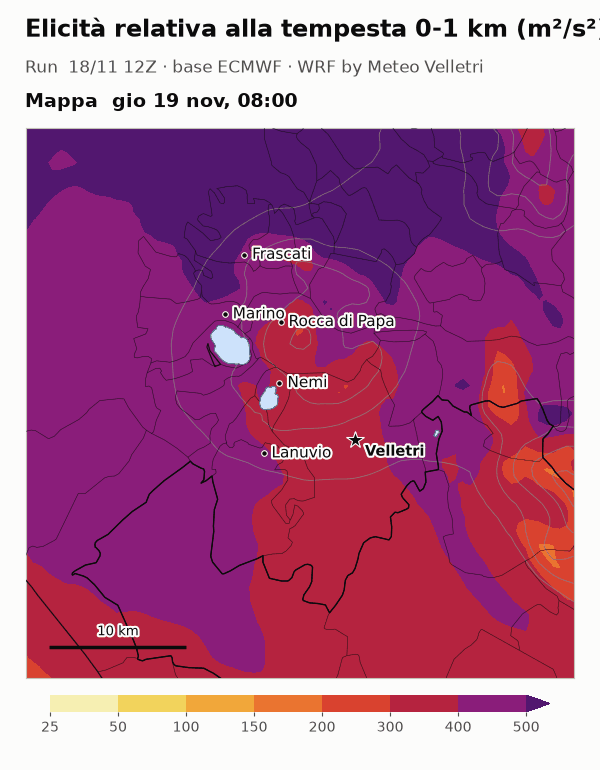 Elicità relativa alla tempesta 0-1 km (m²/s²)
Run 18/11 12Z · base ECMWF · WRF by Meteo Velletri
Mappa gio 19 nov, 08:00
Frascati
Marino
Rocca di Papa
Nemi
Velletri
Lanuvio
10 km
25 50 100 150 200 300 400 500